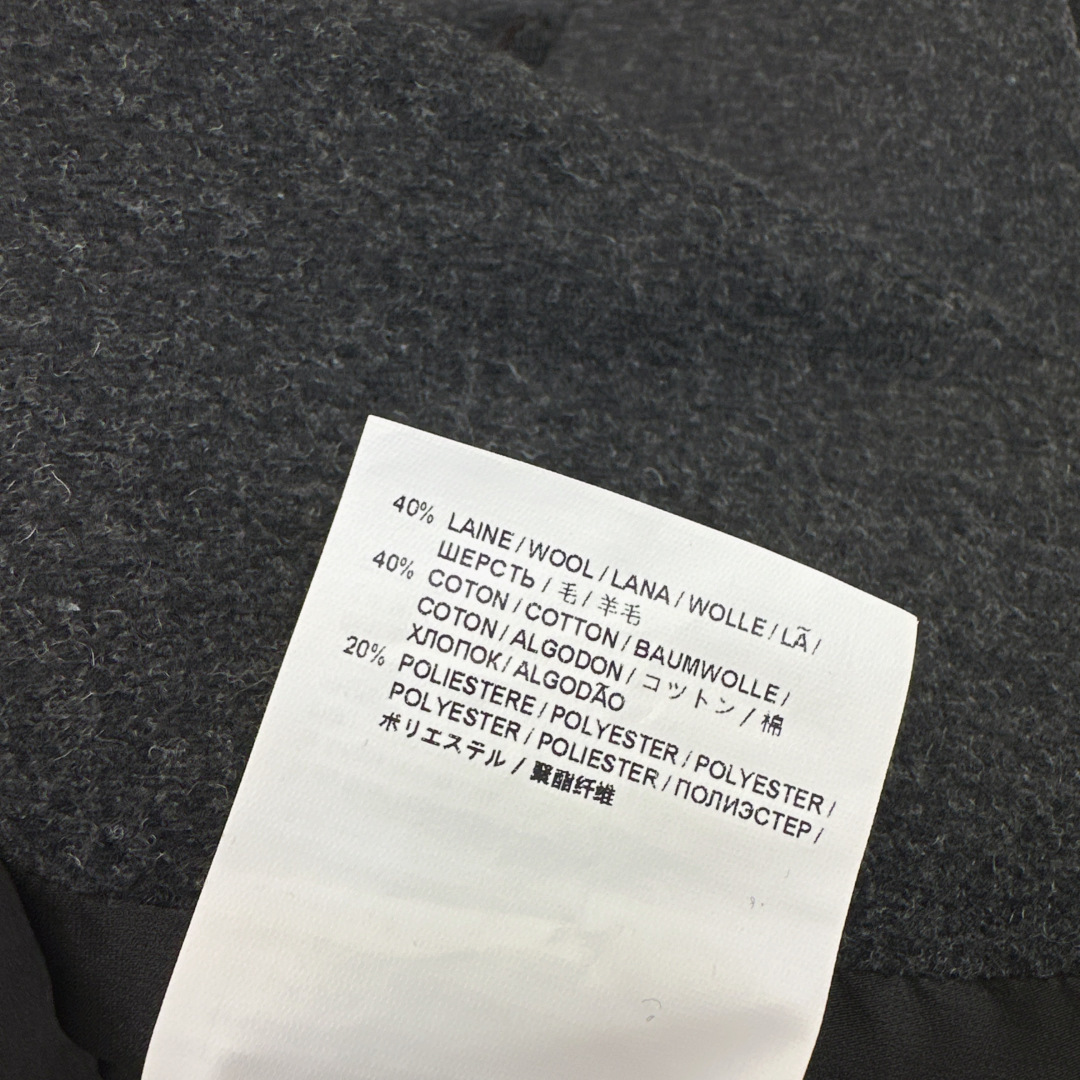 40% LAINE / WOOL / LANA / WOLLE / LÃ /
ШЕРСТЬ / 毛 / 羊毛
40% COTON / COTTON / BAUMWOLLE /
COTON / ALGODON / コットン / 棉
ХЛОПОК / ALGODÃO
20% POLIESTERE / POLYESTER / POLYESTER /
POLYESTER / POLIESTER / ПОЛИЭСТЕР /
ポリエステル / 聚酯纤维